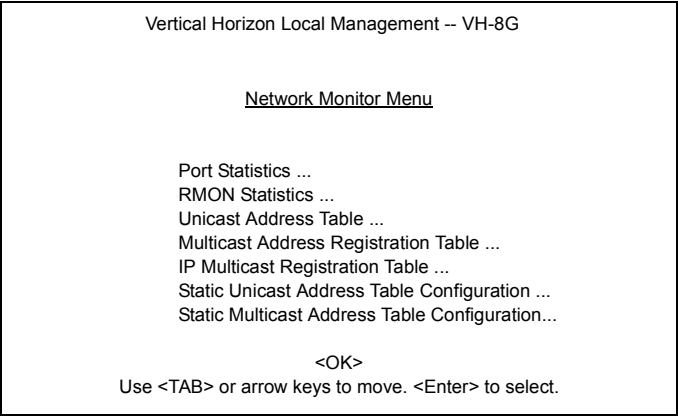 Vertical Horizon Local Management -- VH-8G
Network Monitor Menu
Port Statistics ...
RMON Statistics ...
Unicast Address Table ...
Multicast Address Registration Table ...
IP Multicast Registration Table ...
Static Unicast Address Table Configuration ...
Static Multicast Address Table Configuration...
<OK>
Use <TAB> or arrow keys to move. <Enter> to select.